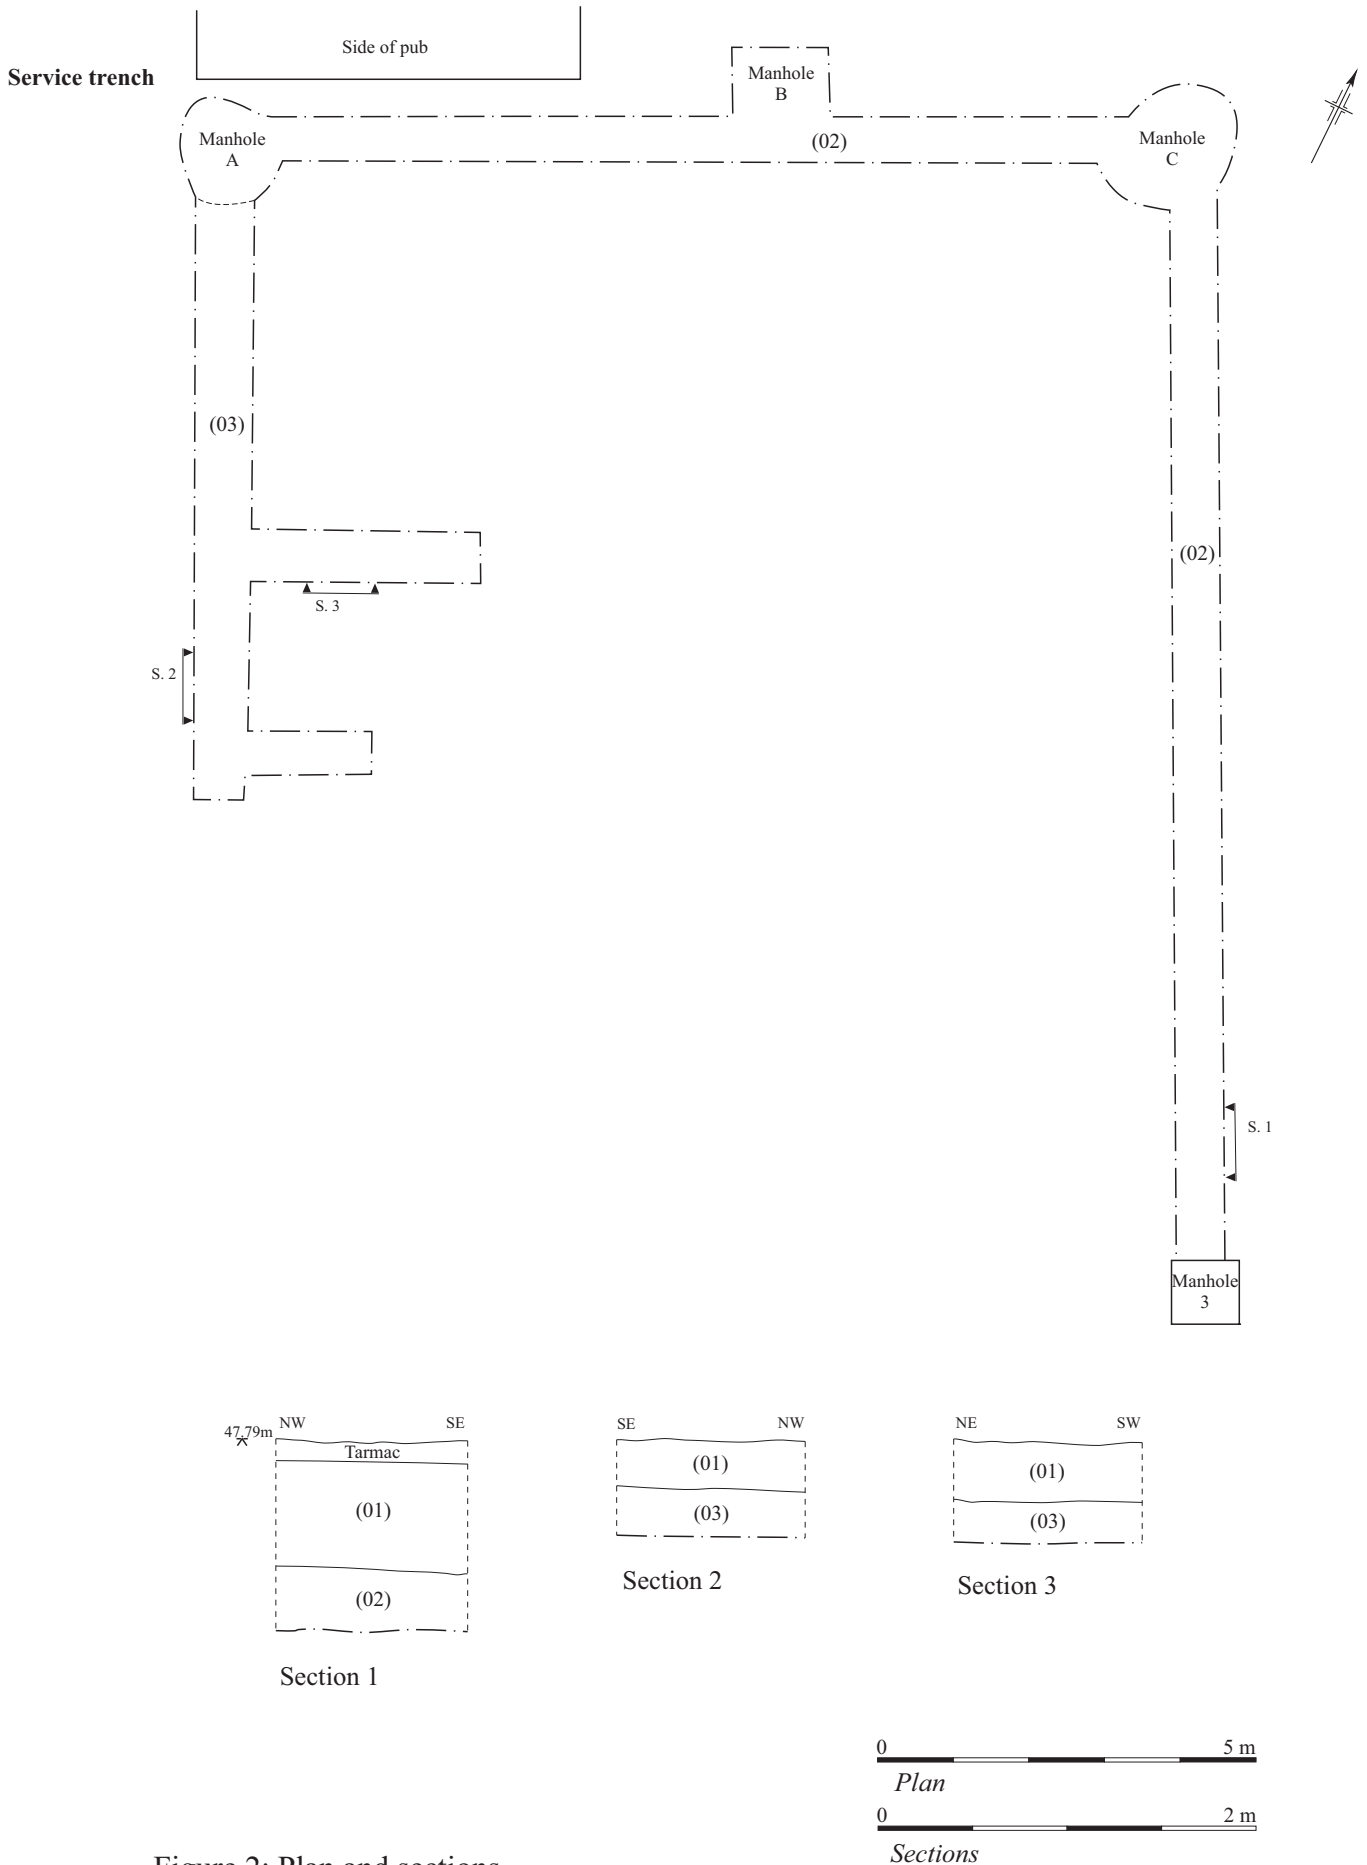 Side of pub
Service trench
Manhole
B
Manhole
A
(02)
Manhole
C
(03)
(02)
S. 3
S. 2
S. 1
Manhole
3
47.79m
NW
SE
Tarmac
(01)
(02)
Section 1
SE
NW
(01)
(03)
Section 2
NE
SW
(01)
(03)
Section 3
0
5 m
Plan
0
2 m
Sections
Figure 2: Plan and sections